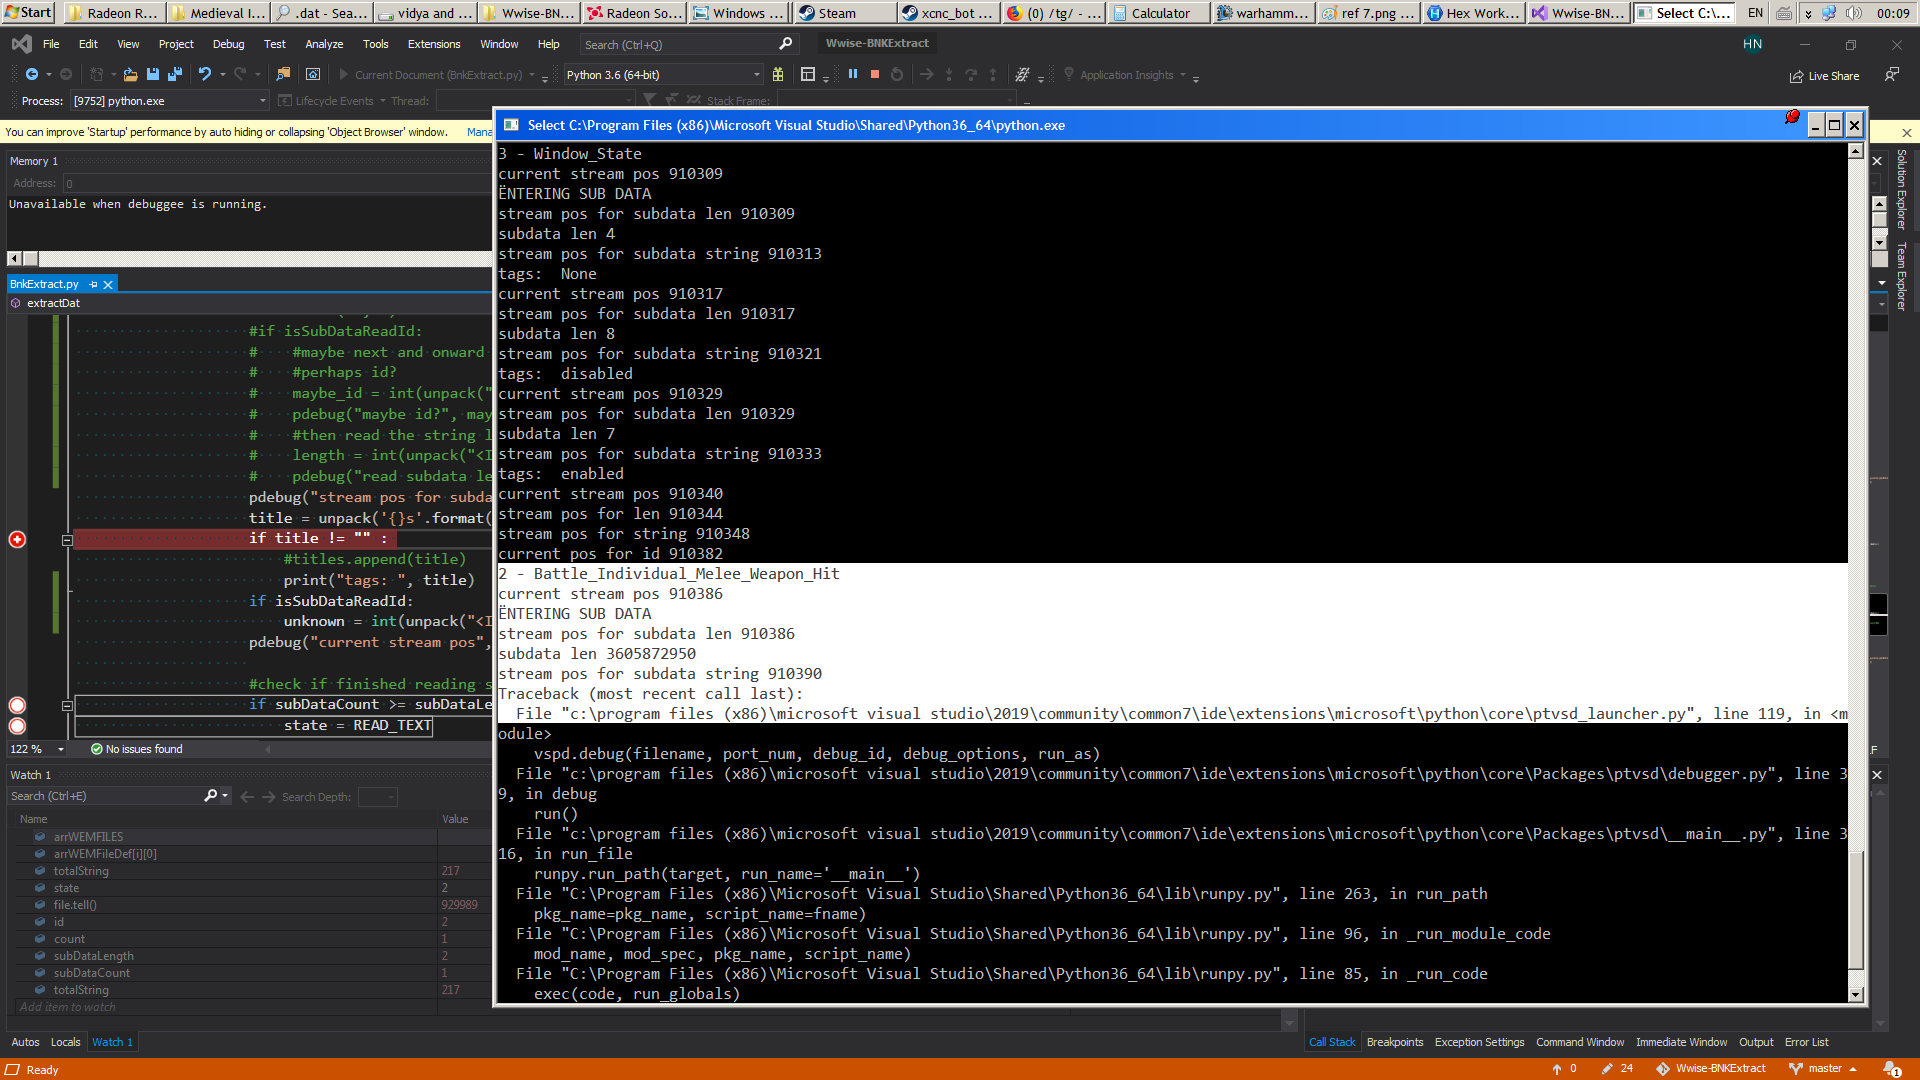 Start
Radeon R...
Medieval I...
.dat - Sea...
vidya and ...
Wwise-BN...
Radeon So...
Windows ...
Steam
xcnc_bot ...
(0) /tg/ - ...
Calculator
warhamm...
ref 7.png ...
Hex Work...
Wwise-BN...
Select C:\...
EN
00:09
File Edit View Project Debug Test Analyze Tools Extensions Window Help
Search (Ctrl+Q)
Wwise-BNKExtract
HN
Current Document (BnkExtract.py)
Python 3.6 (64-bit)
Application Insights
Live Share
Process: [9752] python.exe
Lifecycle Events
Thread:
Stack Frame:
You can improve 'Startup' performance by auto hiding or collapsing 'Object Browser' window. Mana
Memory 1
Address: 0
Unavailable when debuggee is running.
BnkExtract.py
extractDat
#if isSubDataReadId:
# #maybe next and onward
# #perhaps id?
# maybe_id = int(unpack("
# pdebug("maybe id?", may
# #then read the string l
# length = int(unpack("<I
# pdebug("read subdata le
pdebug("stream pos for subda
title = unpack('{}s'.format(
if title != "" :
#titles.append(title)
print("tags: ", title)
if isSubDataReadId:
unknown = int(unpack("<I
pdebug("current stream pos",
#check if finished reading s
if subDataCount >= subDataLe
state = READ_TEXT
122 %
No issues found
Watch 1
Search (Ctrl+E)
Search Depth:
Name Value
arrWEMFILES
arrWEMFileDef[i][0]
totalString 217
state 2
file.tell() 929989
id 2
count 1
subDataLength 2
subDataCount 1
totalString 217
Add item to watch
Autos Locals Watch 1
Select C:\Program Files (x86)\Microsoft Visual Studio\Shared\Python36_64\python.exe
3 - Window_State
current stream pos 910309
ËNTERING SUB DATA
stream pos for subdata len 910309
subdata len 4
stream pos for subdata string 910313
tags:  None
current stream pos 910317
stream pos for subdata len 910317
subdata len 8
stream pos for subdata string 910321
tags:  disabled
current stream pos 910329
stream pos for subdata len 910329
subdata len 7
stream pos for subdata string 910333
tags:  enabled
current stream pos 910340
stream pos for len 910344
stream pos for string 910348
current pos for id 910382
2 - Battle_Individual_Melee_Weapon_Hit
current stream pos 910386
ËNTERING SUB DATA
stream pos for subdata len 910386
subdata len 3605872950
stream pos for subdata string 910390
Traceback (most recent call last):
File "c:\program files (x86)\microsoft visual studio\2019\community\common7\ide\extensions\microsoft\python\core\ptvsd_launcher.py", line 119, in <m
odule>
vspd.debug(filename, port_num, debug_id, debug_options, run_as)
File "c:\program files (x86)\microsoft visual studio\2019\community\common7\ide\extensions\microsoft\python\core\Packages\ptvsd\debugger.py", line 3
9, in debug
run()
File "c:\program files (x86)\microsoft visual studio\2019\community\common7\ide\extensions\microsoft\python\core\Packages\ptvsd\__main__.py", line 3
16, in run_file
runpy.run_path(target, run_name='__main__')
File "C:\Program Files (x86)\Microsoft Visual Studio\Shared\Python36_64\lib\runpy.py", line 263, in run_path
pkg_name=pkg_name, script_name=fname)
File "C:\Program Files (x86)\Microsoft Visual Studio\Shared\Python36_64\lib\runpy.py", line 96, in _run_module_code
mod_name, mod_spec, pkg_name, script_name)
File "C:\Program Files (x86)\Microsoft Visual Studio\Shared\Python36_64\lib\runpy.py", line 85, in _run_code
exec(code, run_globals)
Solution Explorer
Team Explorer
Call Stack Breakpoints Exception Settings Command Window Immediate Window Output Error List
Ready
0
24
Wwise-BNKExtract
master
1